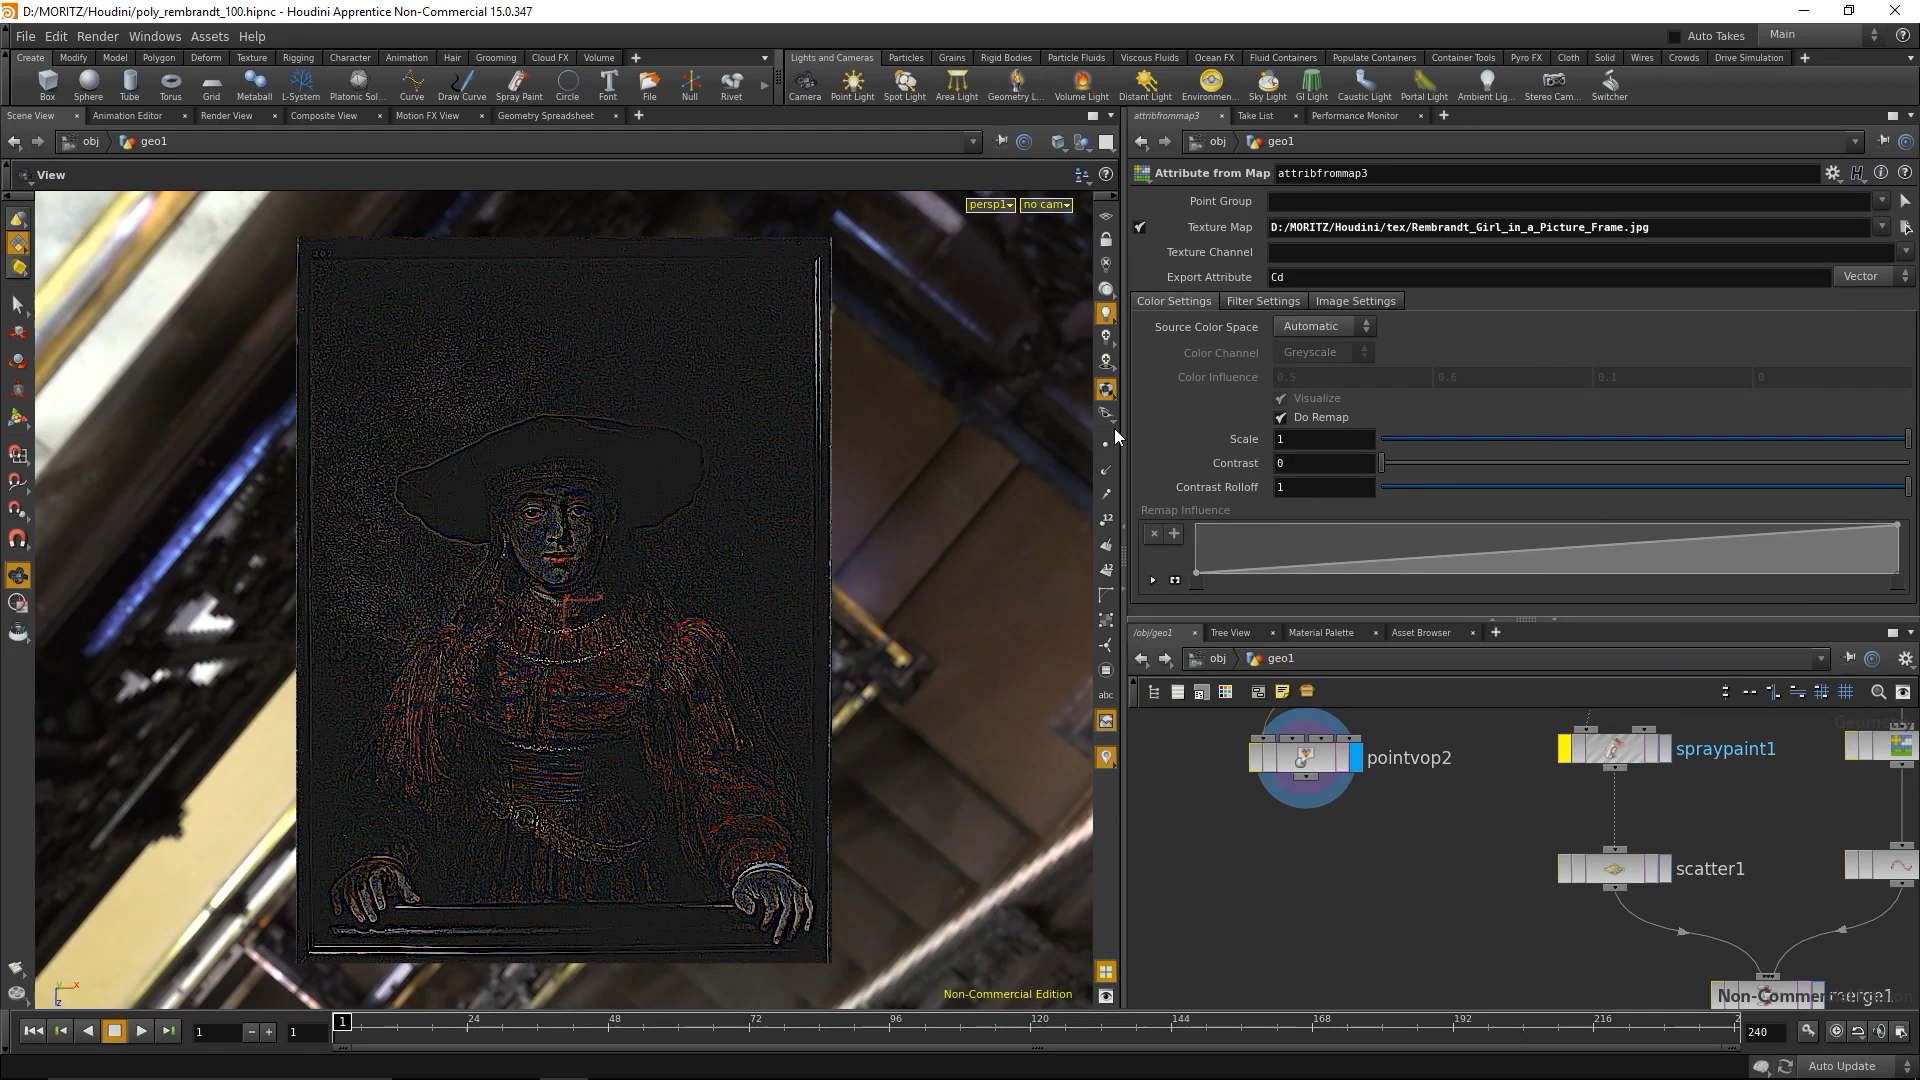 D:/MORITZ/Houdini/poly_rembrandt_100.hipnc - Houdini Apprentice Non-Commercial 15.0.347
File Edit Render Windows Assets Help
Auto Takes Main
Create Modify Model Polygon Deform Texture Rigging Character Animation Hair Grooming Cloud FX Volume
Lights and Cameras Particles Grains Rigid Bodies Particle Fluids Viscous Fluids Ocean FX Fluid Containers Populate Containers Container Tools Pyro FX Cloth Solid Wires Crowds Drive Simulation
Box Sphere Tube Torus Grid Metaball L-System Platonic Sol... Curve Draw Curve Spray Paint Circle Font File Null Rivet
Camera Point Light Spot Light Area Light Geometry L... Volume Light Distant Light Environmen... Sky Light GI Light Caustic Light Portal Light Ambient Lig... Stereo Cam... Switcher
Scene View Animation Editor Render View Composite View Motion FX View Geometry Spreadsheet
attribfrommap3 Take List Performance Monitor
obj geo1
obj geo1
View
persp1 no cam
Attribute from Map attribfrommap3
Point Group
Texture Map D:/MORITZ/Houdini/tex/Rembrandt_Girl_in_a_Picture_Frame.jpg
Texture Channel
Export Attribute Cd Vector
Color Settings Filter Settings Image Settings
Source Color Space Automatic
Color Channel Greyscale
Color Influence 0.5 0.6 0.1 0
Visualize
Do Remap
Scale 1
Contrast 0
Contrast Rolloff 1
Remap Influence
12
12
abc
/obj/geo1 Tree View Material Palette Asset Browser
obj geo1
pointvop2
spraypaint1
scatter1
merge1
Non-Commercial Edition
1 1 1 24 48 72 96 120 144 168 192 216 2 240
Auto Update